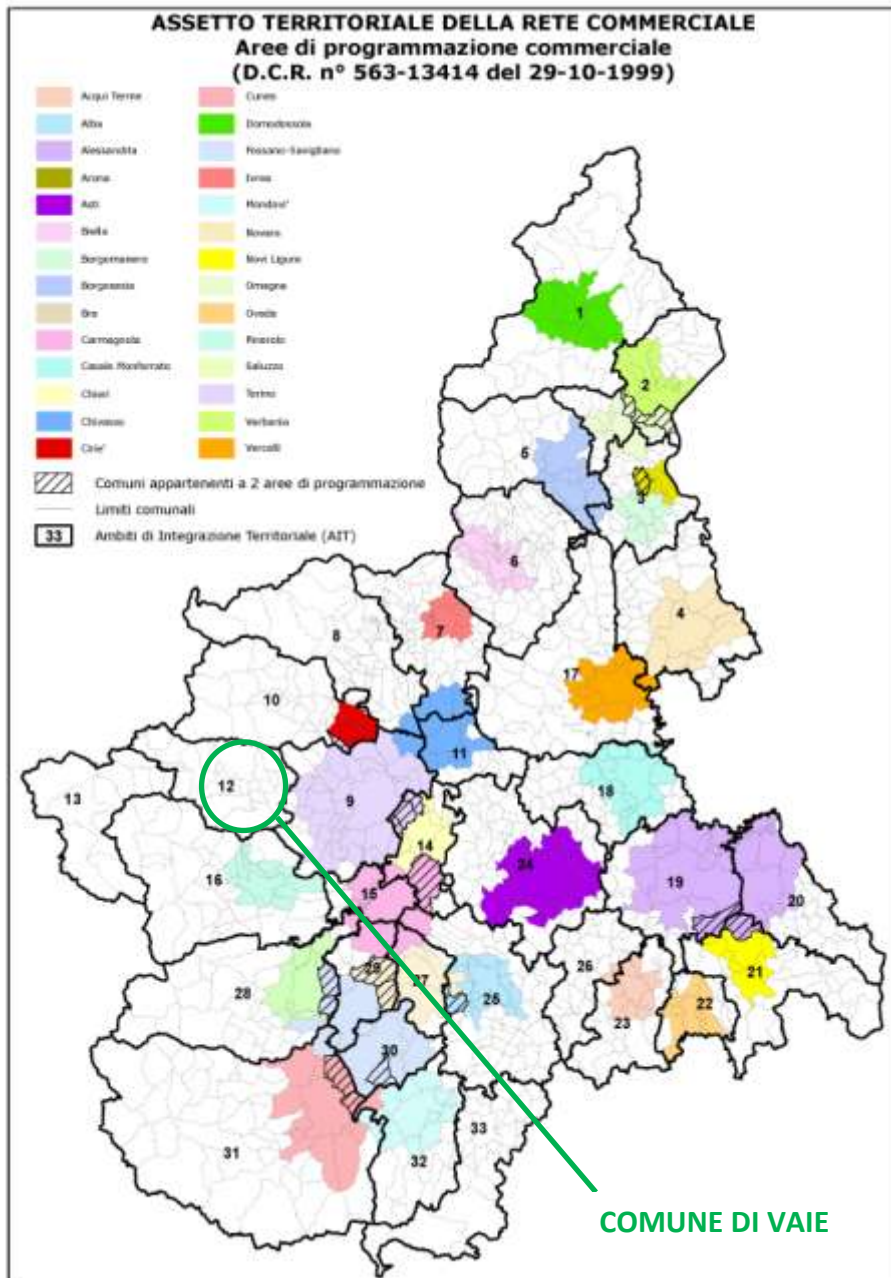 ASSETTO TERRITORIALE DELLA RETE COMMERCIALE
Aree di programmazione commerciale
(D.C.R. n° 563-13414 del 29-10-1999)
Acqui Terme
Alba
Alessandria
Arona
Asti
Biella
Borgomanero
Borgosesia
Bra
Carmagnola
Casale Monferrato
Chieri
Chivasso
Cirie'
Cuneo
Domodossola
Fossano-Savigliano
Ivrea
Mondovi'
Novara
Novi Ligure
Omegna
Ovada
Pinerolo
Saluzzo
Torino
Verbania
Vercelli
Comuni appartenenti a 2 aree di programmazione
Limiti comunali
33 Ambiti di Integrazione Territoriale (AIT)
1
2
5
3
6
4
7
8
17
10
11
12
13
9
18
14
16
15
24
19
20
29
27
25
26
21
28
22
23
30
31
32
33
COMUNE DI VAIE